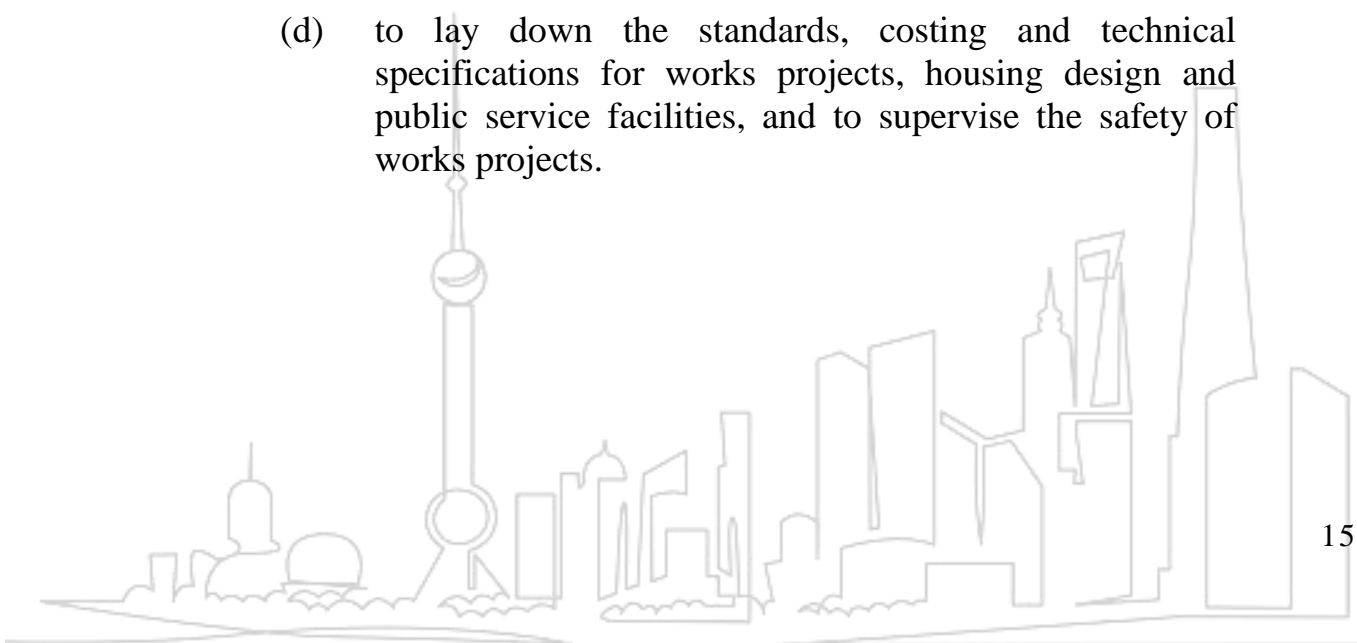 (d) to lay down the standards, costing and technical
specifications for works projects, housing design and
public service facilities, and to supervise the safety of
works projects.
15